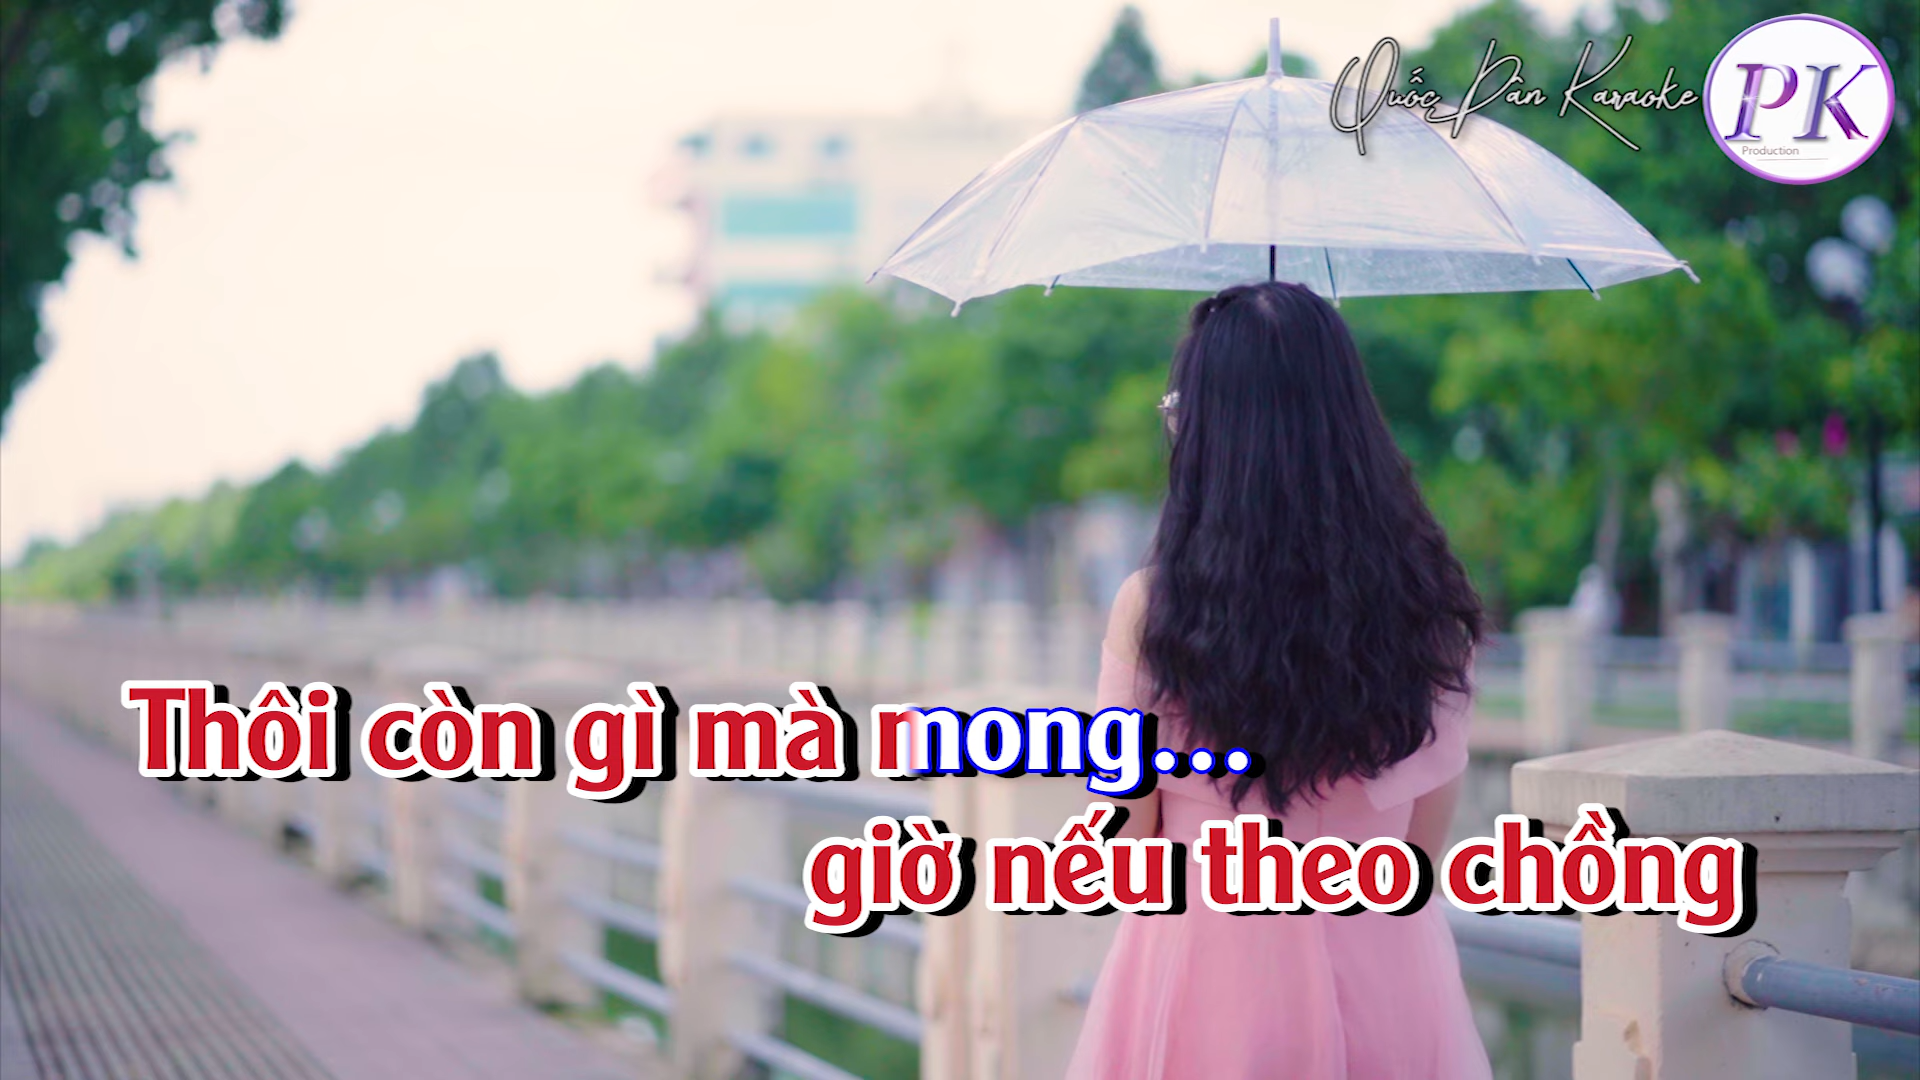 Quốc Dân Karaoke
PK
Production
Thôi còn gì mà mong...
giờ nếu theo chồng